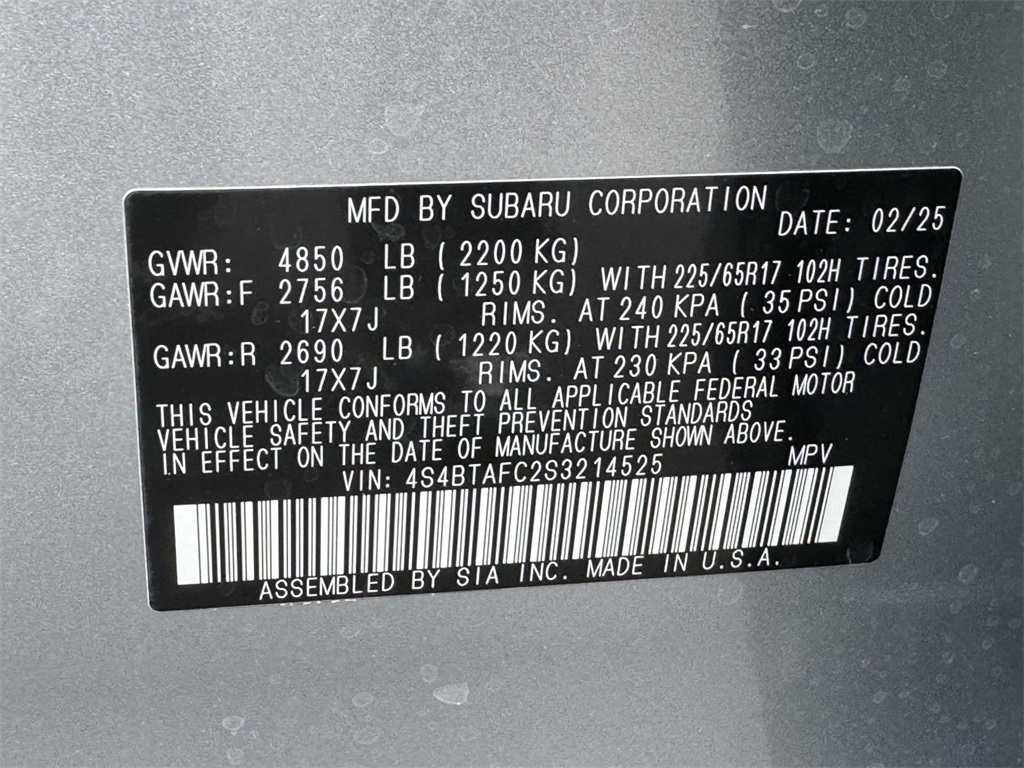 MFD BY SUBARU CORPORATION DATE: 02/25
GVWR: 4850 LB ( 2200 KG)
GAWR:F 2756 LB ( 1250 KG) WITH 225/65R17 102H TIRES.
17X7J RIMS. AT 240 KPA ( 35 PSI) COLD
GAWR:R 2690 LB ( 1220 KG) WITH 225/65R17 102H TIRES.
17X7J RIMS. AT 230 KPA ( 33 PSI) COLD
THIS VEHICLE CONFORMS TO ALL APPLICABLE FEDERAL MOTOR
VEHICLE SAFETY AND THEFT PREVENTION STANDARDS
IN EFFECT ON THE DATE OF MANUFACTURE SHOWN ABOVE.
VIN: 4S4BTAFC2S3214525 MPV
ASSEMBLED BY SIA INC. MADE IN U.S.A.